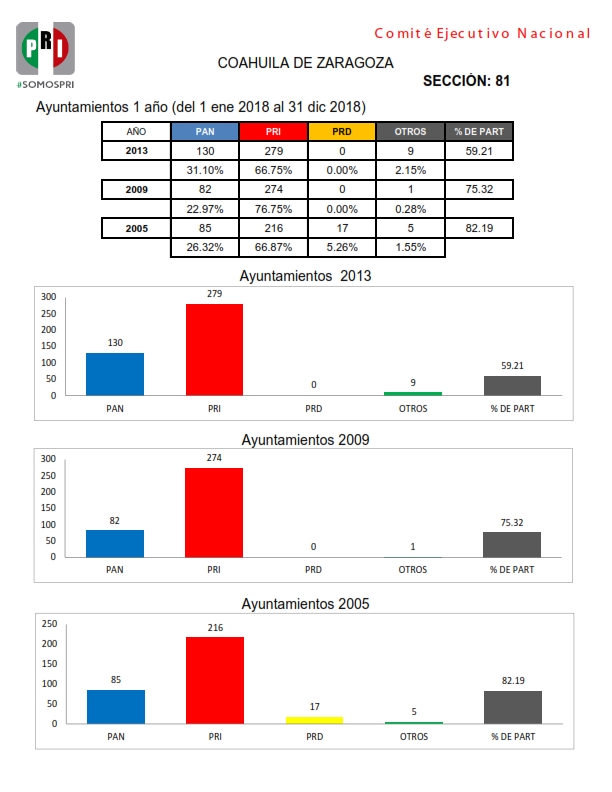 Comité Ejecutivo Nacional
PRI
#SOMOSPRI
COAHUILA DE ZARAGOZA
SECCIÓN: 81
Ayuntamientos 1 año (del 1 ene 2018 al 31 dic 2018)
AÑO PAN PRI PRD OTROS % DE PART
2013 130 279 0 9 59.21
31.10% 66.75% 0.00% 2.15%
2009 82 274 0 1 75.32
22.97% 76.75% 0.00% 0.28%
2005 85 216 17 5 82.19
26.32% 66.87% 5.26% 1.55%
Ayuntamientos 2013
300
250
200
150
100
50
0
130 279 0 9 59.21
PAN PRI PRD OTROS % DE PART
Ayuntamientos 2009
300
250
200
150
100
50
0
82 274 0 1 75.32
PAN PRI PRD OTROS % DE PART
Ayuntamientos 2005
250
200
150
100
50
0
85 216 17 5 82.19
PAN PRI PRD OTROS % DE PART